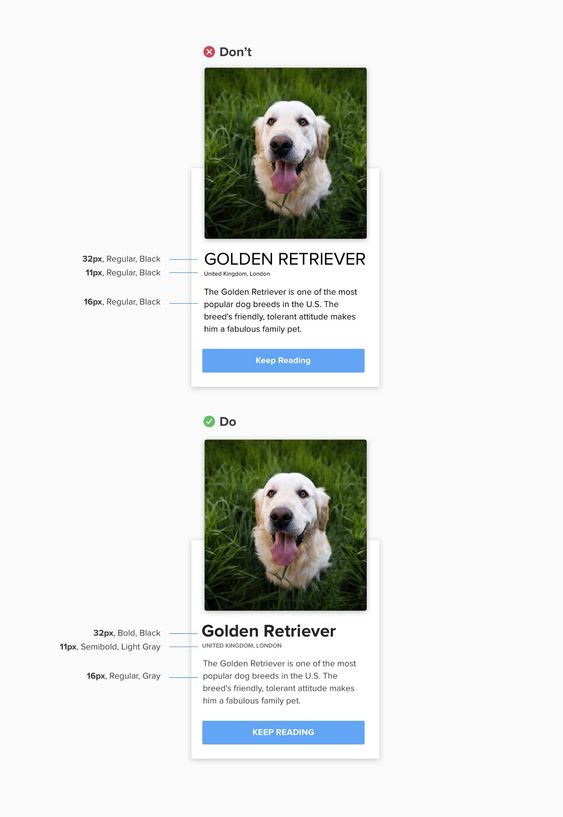 Don't
32px, Regular, Black
GOLDEN RETRIEVER
11px, Regular, Black
United Kingdom, London
16px, Regular, Black
The Golden Retriever is one of the most
popular dog breeds in the U.S. The
breed's friendly, tolerant attitude makes
him a fabulous family pet.
Keep Reading
Do
32px, Bold, Black
Golden Retriever
11px, Semibold, Light Gray
UNITED KINGDOM, LONDON
16px, Regular, Gray
The Golden Retriever is one of the most
popular dog breeds in the U.S. The
breed's friendly, tolerant attitude makes
him a fabulous family pet.
KEEP READING